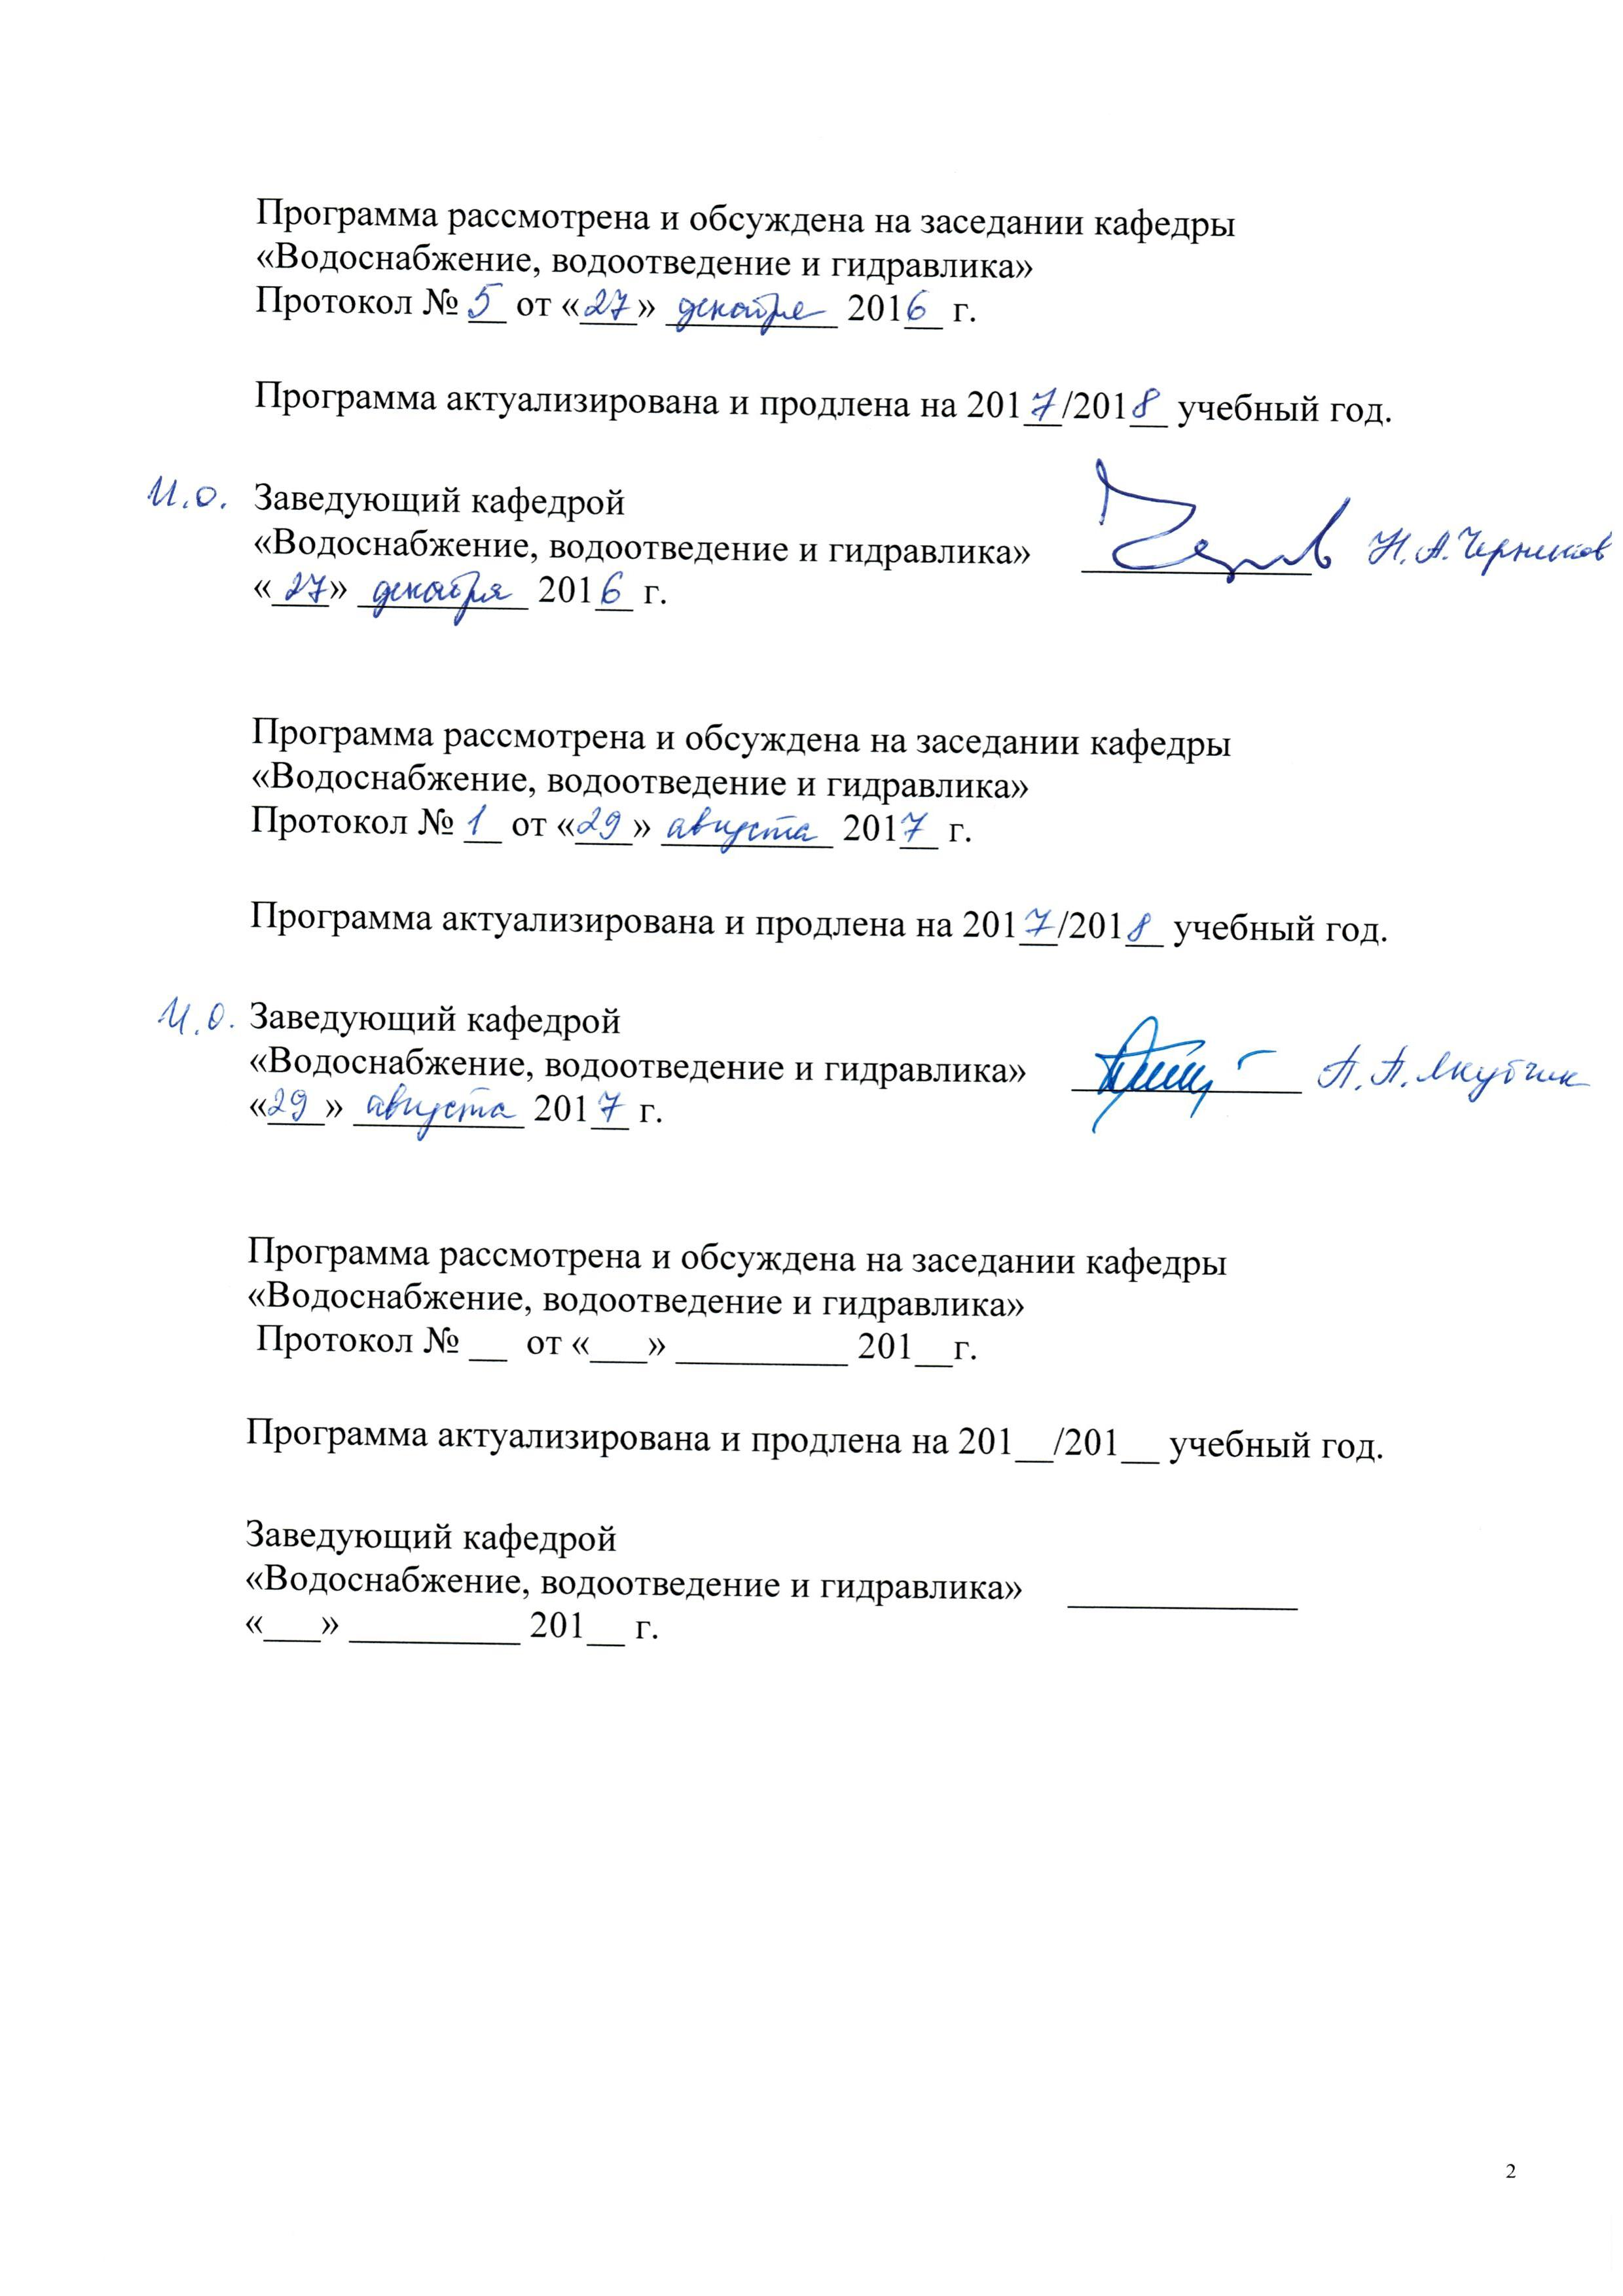 Программа рассмотрена и обсуждена на заседании кафедры
«Водоснабжение, водоотведение и гидравлика»
Протокол № 5 от «27» декабря 2016 г.
Программа актуализирована и продлена на 2017/2018 учебный год.
И.о. Заведующий кафедрой
«Водоснабжение, водоотведение и гидравлика» Н.А.Черников
«27» декабря 2016 г.
Программа рассмотрена и обсуждена на заседании кафедры
«Водоснабжение, водоотведение и гидравлика»
Протокол № 1 от «29» августа 2017 г.
Программа актуализирована и продлена на 2017/2018 учебный год.
И.О. Заведующий кафедрой
«Водоснабжение, водоотведение и гидравлика» А.П.Якубчик
«29» августа 2017 г.
Программа рассмотрена и обсуждена на заседании кафедры
«Водоснабжение, водоотведение и гидравлика»
Протокол № __ от «___» _________ 201__г.
Программа актуализирована и продлена на 201__/201__ учебный год.
Заведующий кафедрой
«Водоснабжение, водоотведение и гидравлика» ____________
«___» _________ 201__ г.
2